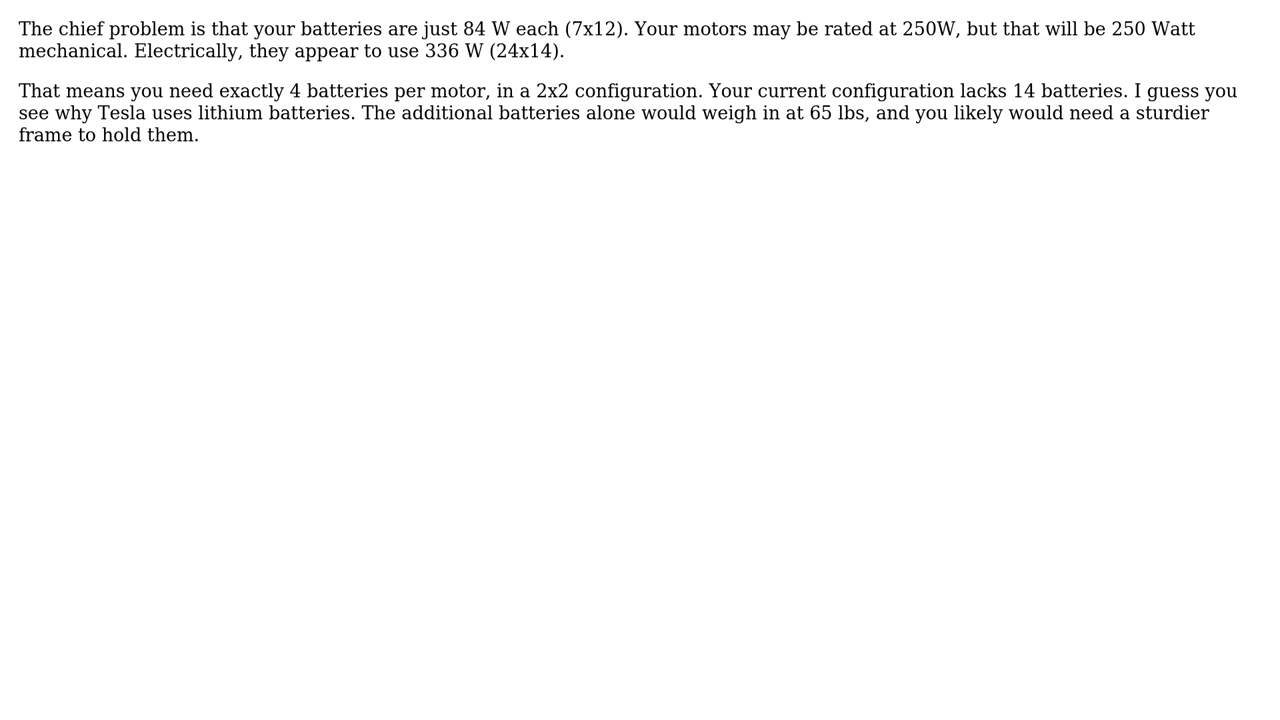 The chief problem is that your batteries are just 84 W each (7x12). Your motors may be rated at 250W, but that will be 250 Watt
mechanical. Electrically, they appear to use 336 W (24x14).
That means you need exactly 4 batteries per motor, in a 2x2 configuration. Your current configuration lacks 14 batteries. I guess you
see why Tesla uses lithium batteries. The additional batteries alone would weigh in at 65 lbs, and you likely would need a sturdier
frame to hold them.